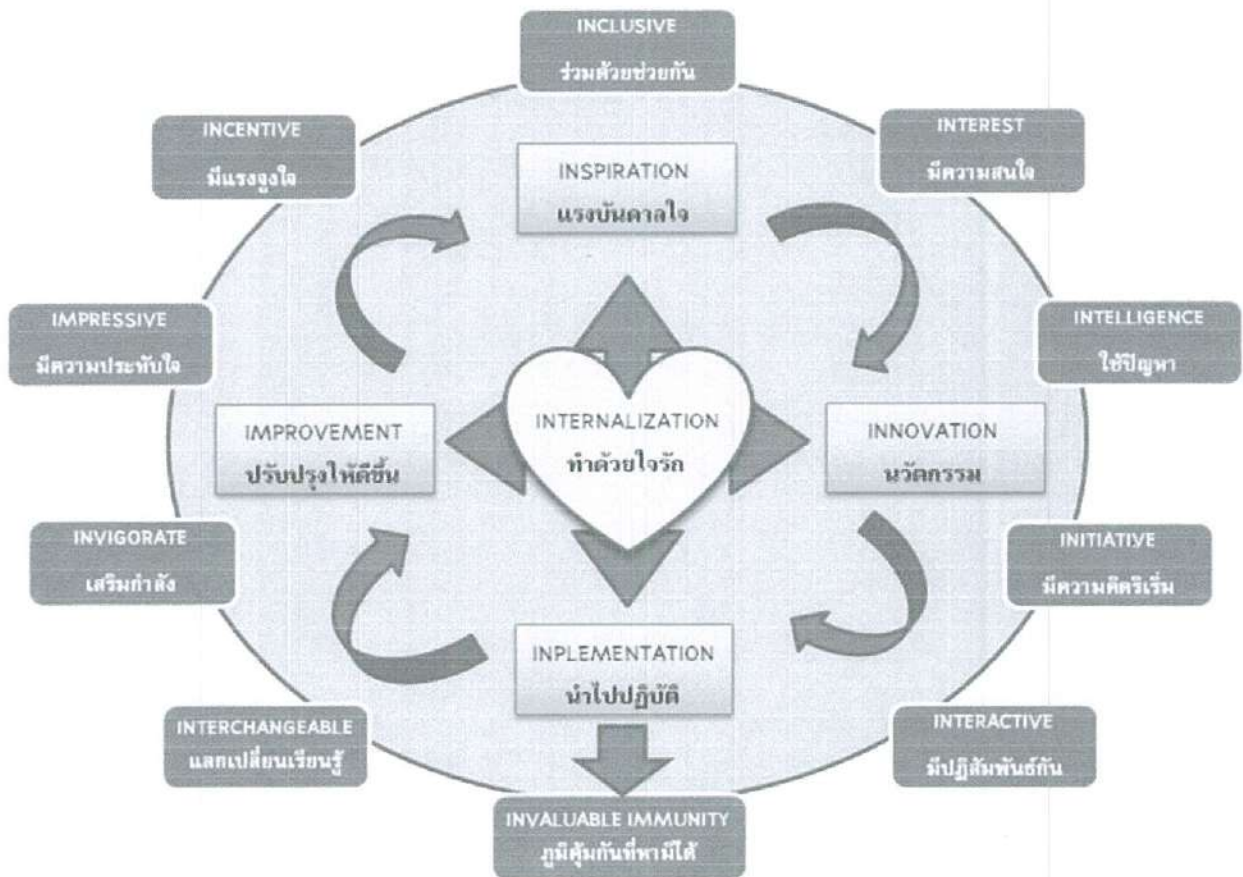 INCLUSIVE
ร่วมด้วยช่วยกัน
INCENTIVE
มีแรงจูงใจ
INTEREST
มีความสนใจ
INSPIRATION
แรงบันดาลใจ
IMPRESSIVE
มีความประทับใจ
INTELLIGENCE
ใช้ปัญหา
INTERNALIZATION
ทำด้วยใจรัก
IMPROVEMENT
ปรับปรุงให้ดีขึ้น
INNOVATION
นวัตกรรม
INVIGORATE
เสริมกำลัง
INITIATIVE
มีความคิดริเริ่ม
INPLEMENTATION
นำไปปฏิบัติ
INTERCHANGEABLE
แลกเปลี่ยนเรียนรู้
INTERACTIVE
มีปฏิสัมพันธ์กัน
INVALUABLE IMMUNITY
ภูมิคุ้มกันที่หามิได้